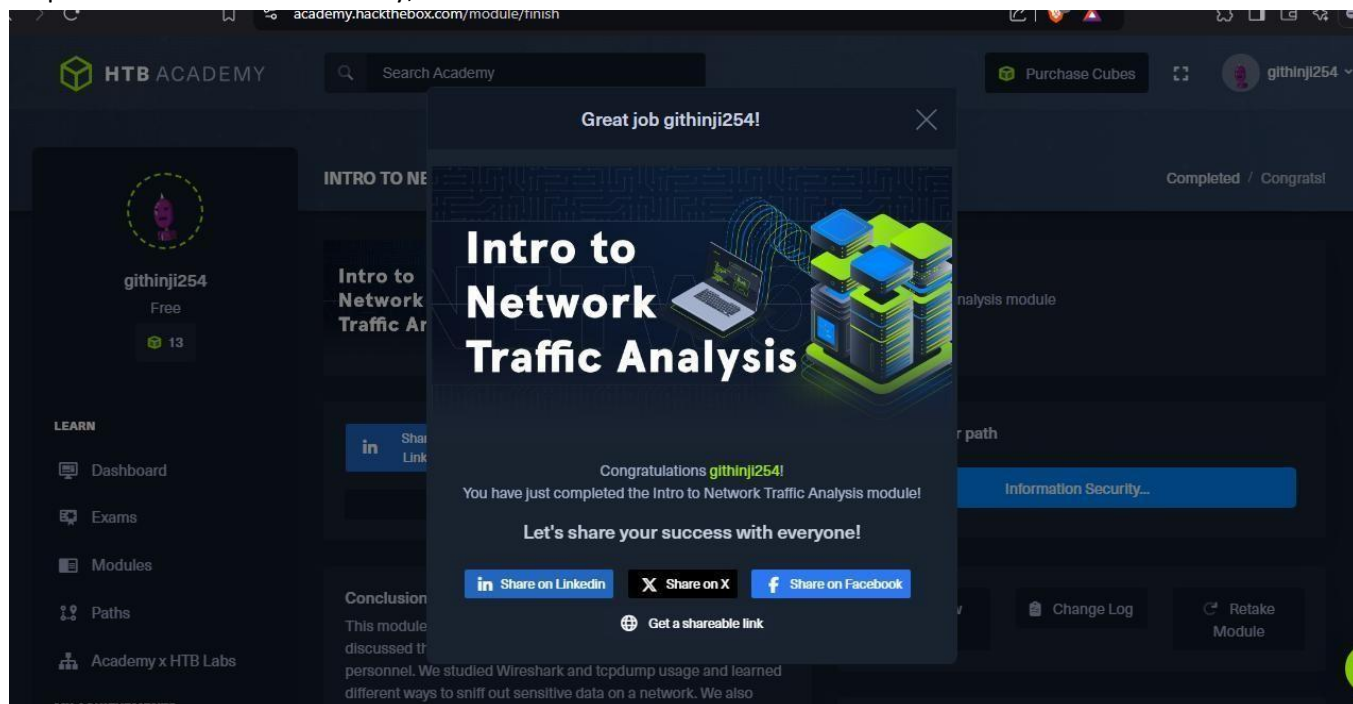 academy.hackthebox.com/module/finish
HTB ACADEMY
Search Academy
Purchase Cubes
githinji254
Great job githinji254!
INTRO TO NE
Completed / Congrats!
githinji254
Free
13
Intro to
Network
Traffic An
Intro to
Network
Traffic Analysis
nalysis module
LEARN
Dashboard
Exams
Modules
Paths
Academy x HTB Labs
in Shar
Link
r path
Information Security...
Congratulations githinji254!
You have just completed the Intro to Network Traffic Analysis module!
Let's share your success with everyone!
in Share on Linkedin
X Share on X
f Share on Facebook
Get a shareable link
Conclusion
This module
discussed th
personnel. We studied Wireshark and tcpdump usage and learned
different ways to sniff out sensitive data on a network. We also
Change Log
Retake
Module